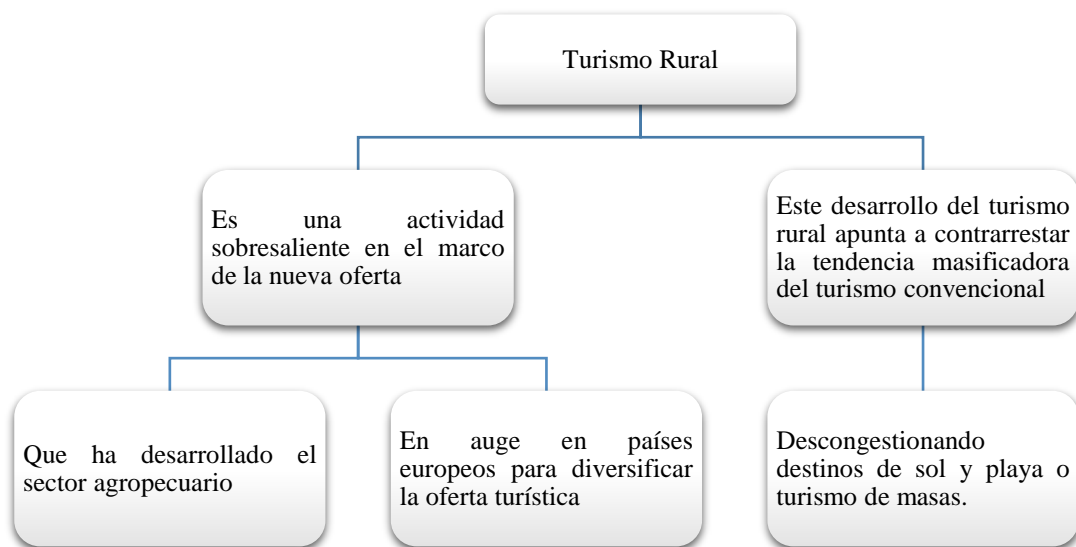 Turismo Rural
Es una actividad
sobresaliente en el marco
de la nueva oferta
Este desarrollo del turismo
rural apunta a contrarrestar
la tendencia masificadora
del turismo convencional
Que ha desarrollado el
sector agropecuario
En auge en países
europeos para diversificar
la oferta turística
Descongestionando
destinos de sol y playa o
turismo de masas.